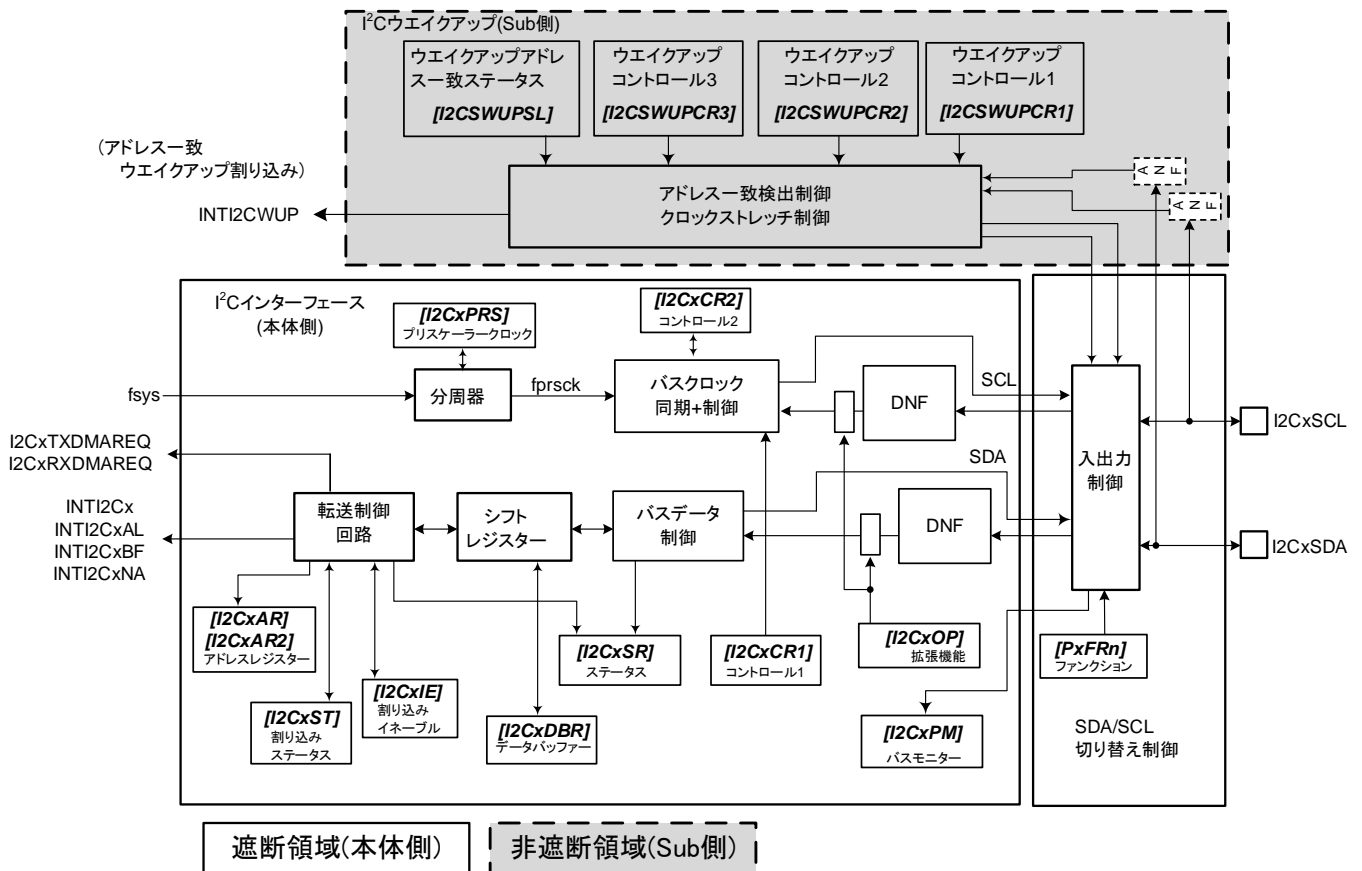 I²Cウエイクアップ(Sub側)
ウエイクアップアドレ
ス一致ステータス
[I2CSWUPSL]
ウエイクアップ
コントロール3
[I2CSWUPCR3]
ウエイクアップ
コントロール2
[I2CSWUPCR2]
ウエイクアップ
コントロール1
[I2CSWUPCR1]
(アドレス一致
ウエイクアップ割り込み)
INTI2CWUP
アドレス一致検出制御
クロックストレッチ制御
ANF
ANF
I²Cインターフェース
(本体側)
[I2CxPRS]
プリスケーラークロック
[I2CxCR2]
コントロール2
fsys
分周器
fprsck
バスクロック
同期+制御
DNF
SCL
I2CxSCL
I2CxTXDMAREQ
I2CxRXDMAREQ
入出力
制御
SDA
INTI2Cx
INTI2CxAL
INTI2CxBF
INTI2CxNA
転送制御
回路
シフト
レジスター
バスデータ
制御
DNF
I2CxSDA
[I2CxAR]
[I2CxAR2]
アドレスレジスター
[I2CxSR]
ステータス
[I2CxCR1]
コントロール1
[I2CxOP]
拡張機能
[PxFRn]
ファンクション
[I2CxST]
割り込み
ステータス
[I2CxIE]
割り込み
イネーブル
[I2CxDBR]
データバッファー
[I2CxPM]
バスモニター
SDA/SCL
切り替え制御
遮断領域(本体側)
非遮断領域(Sub側)